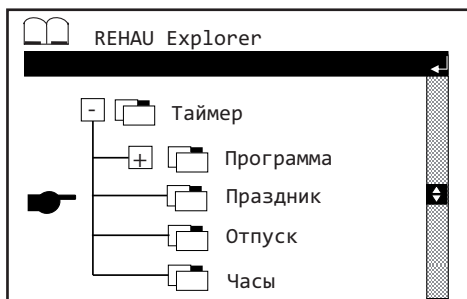 REHAU Explorer
- Таймер
+ Программа
Праздник
Отпуск
Часы